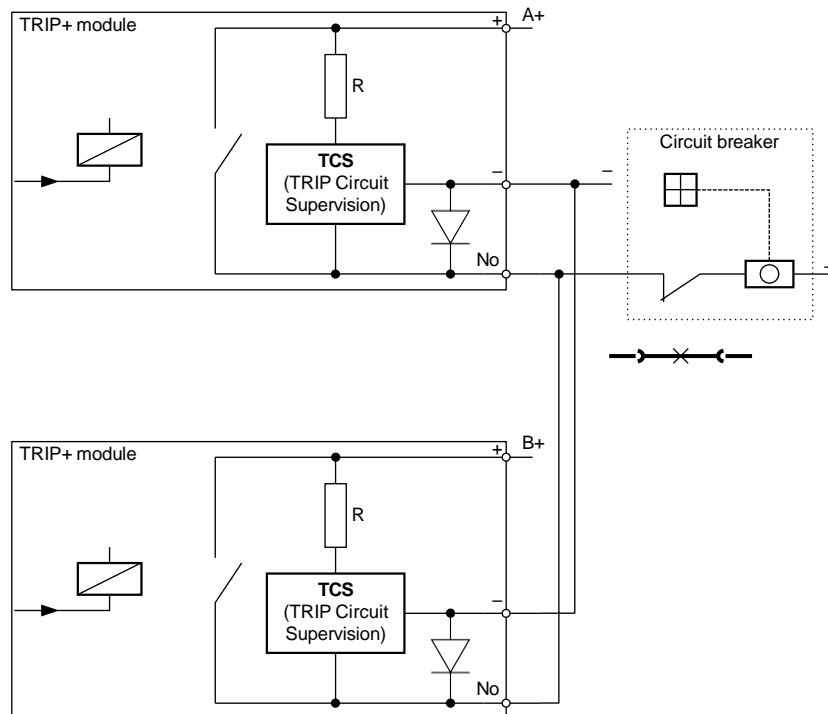 TRIP+ module
+
A+
R
TCS
(TRIP Circuit
Supervision)
–
–
No
Circuit breaker
–
TRIP+ module
+
B+
R
TCS
(TRIP Circuit
Supervision)
–
No